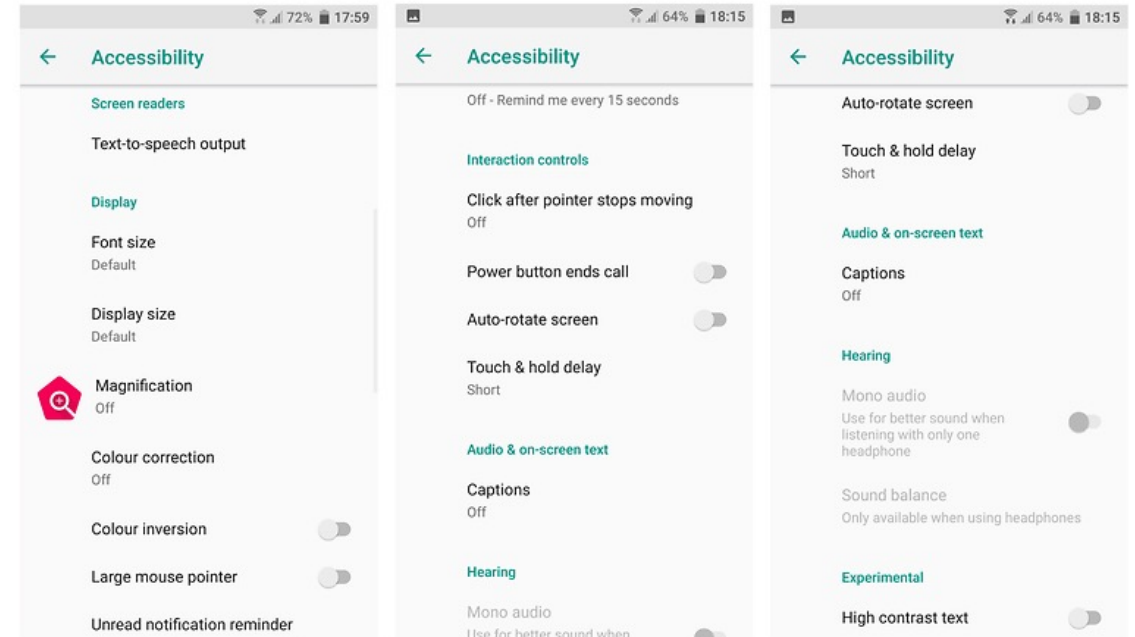 72% 17:59
Accessibility
Screen readers
Text-to-speech output
Display
Font size
Default
Display size
Default
Magnification
Off
Colour correction
Off
Colour inversion
Large mouse pointer
Unread notification reminder
64% 18:15
Accessibility
Off - Remind me every 15 seconds
Interaction controls
Click after pointer stops moving
Off
Power button ends call
Auto-rotate screen
Touch & hold delay
Short
Audio & on-screen text
Captions
Off
Hearing
Mono audio
Use for better sound when
64% 18:15
Accessibility
Auto-rotate screen
Touch & hold delay
Short
Audio & on-screen text
Captions
Off
Hearing
Mono audio
Use for better sound when
listening with only one
headphone
Sound balance
Only available when using headphones
Experimental
High contrast text